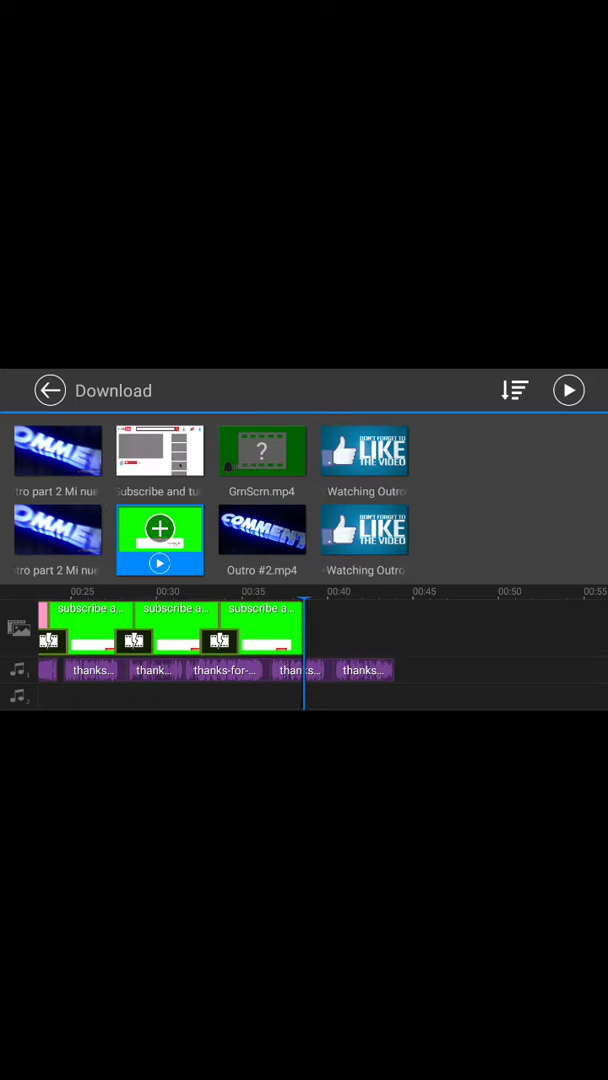 Download
OMMEN
DON'T FORGET TO
LIKE
THE VIDEO
tro part 2 Mi nue
Subscribe and tu
GrnScrn.mp4
Watching Outro
OMME
COMMENT
DON'T FORGET TO
LIKE
THE VIDEO
tro part 2 Mi nue
Outro #2.mp4
Watching Outro
00:25 00:30 00:35 00:40 00:45 00:50 00:55
subscribe a... subscribe a... subscribe a...
thanks... thank... thanks-for-... thanks... thank...